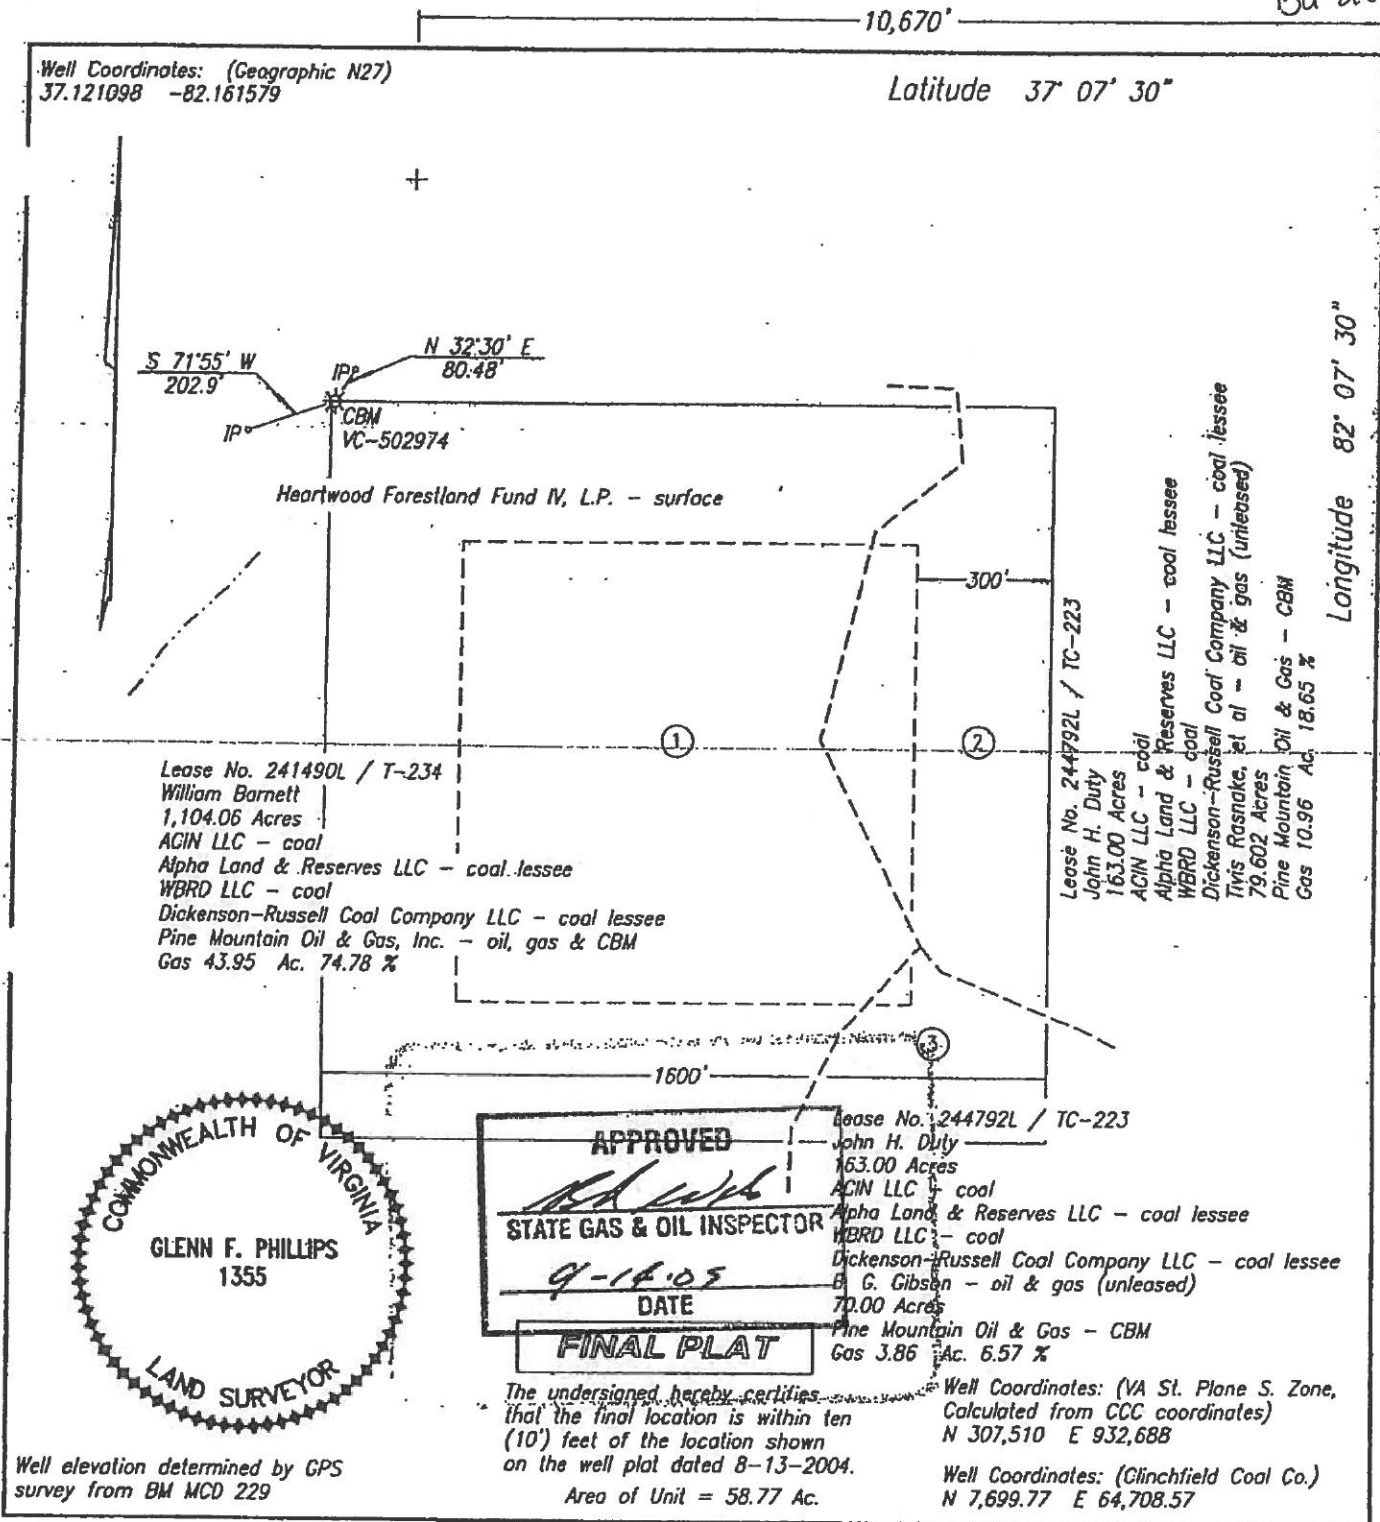 10,670'
Well Coordinates: (Geographic N27)
37.121098 -82.161579
Latitude 37° 07' 30"
S 71°55' W
202.9'
N 32°30' E
80.48'
IP
IP
CBM
VC-502974
Heartwood Forestland Fund IV, L.P. - surface
300'
Longitude 82° 07' 30"
1
2
Lease No. 241490L / T-234
William Barnett
1,104.06 Acres
ACIN LLC - coal
Alpha Land & Reserves LLC - coal lessee
WBRD LLC - coal
Dickenson-Russell Coal Company LLC - coal lessee
Pine Mountain Oil & Gas, Inc. - oil, gas & CBM
Gas 43.95 Ac. 74.78 %
Lease No. 244792L / TC-223
John H. Duty
163.00 Acres
ACIN LLC - coal
Alpha Land & Reserves LLC - coal lessee
WBRD LLC - coal
Dickenson-Russell Coal Company LLC - coal lessee
Tivis Rasnake, et al - oil & gas (unleased)
79.602 Acres
Pine Mountain Oil & Gas - CBM
Gas 10.96 Ac. 18.65 %
3
1600'
Lease No. 244792L / TC-223
John H. Duty
163.00 Acres
ACIN LLC - coal
Alpha Land & Reserves LLC - coal lessee
WBRD LLC - coal
Dickenson-Russell Coal Company LLC - coal lessee
B. G. Gibson - oil & gas (unleased)
70.00 Acres
Pine Mountain Oil & Gas - CBM
Gas 3.86 Ac. 6.57 %
COMMONWEALTH OF VIRGINIA
GLENN F. PHILLIPS
1355
LAND SURVEYOR
APPROVED
STATE GAS & OIL INSPECTOR
9-14-05
DATE
FINAL PLAT
The undersigned hereby certifies
that the final location is within ten
(10') feet of the location shown
on the well plat dated 8-13-2004.
Area of Unit = 58.77 Ac.
Well Coordinates: (VA St. Plane S. Zone,
Calculated from CCC coordinates)
N 307,510 E 932,688
Well Coordinates: (Clinchfield Coal Co.)
N 7,699.77 E 64,708.57
Well elevation determined by GPS
survey from BM MCD 229